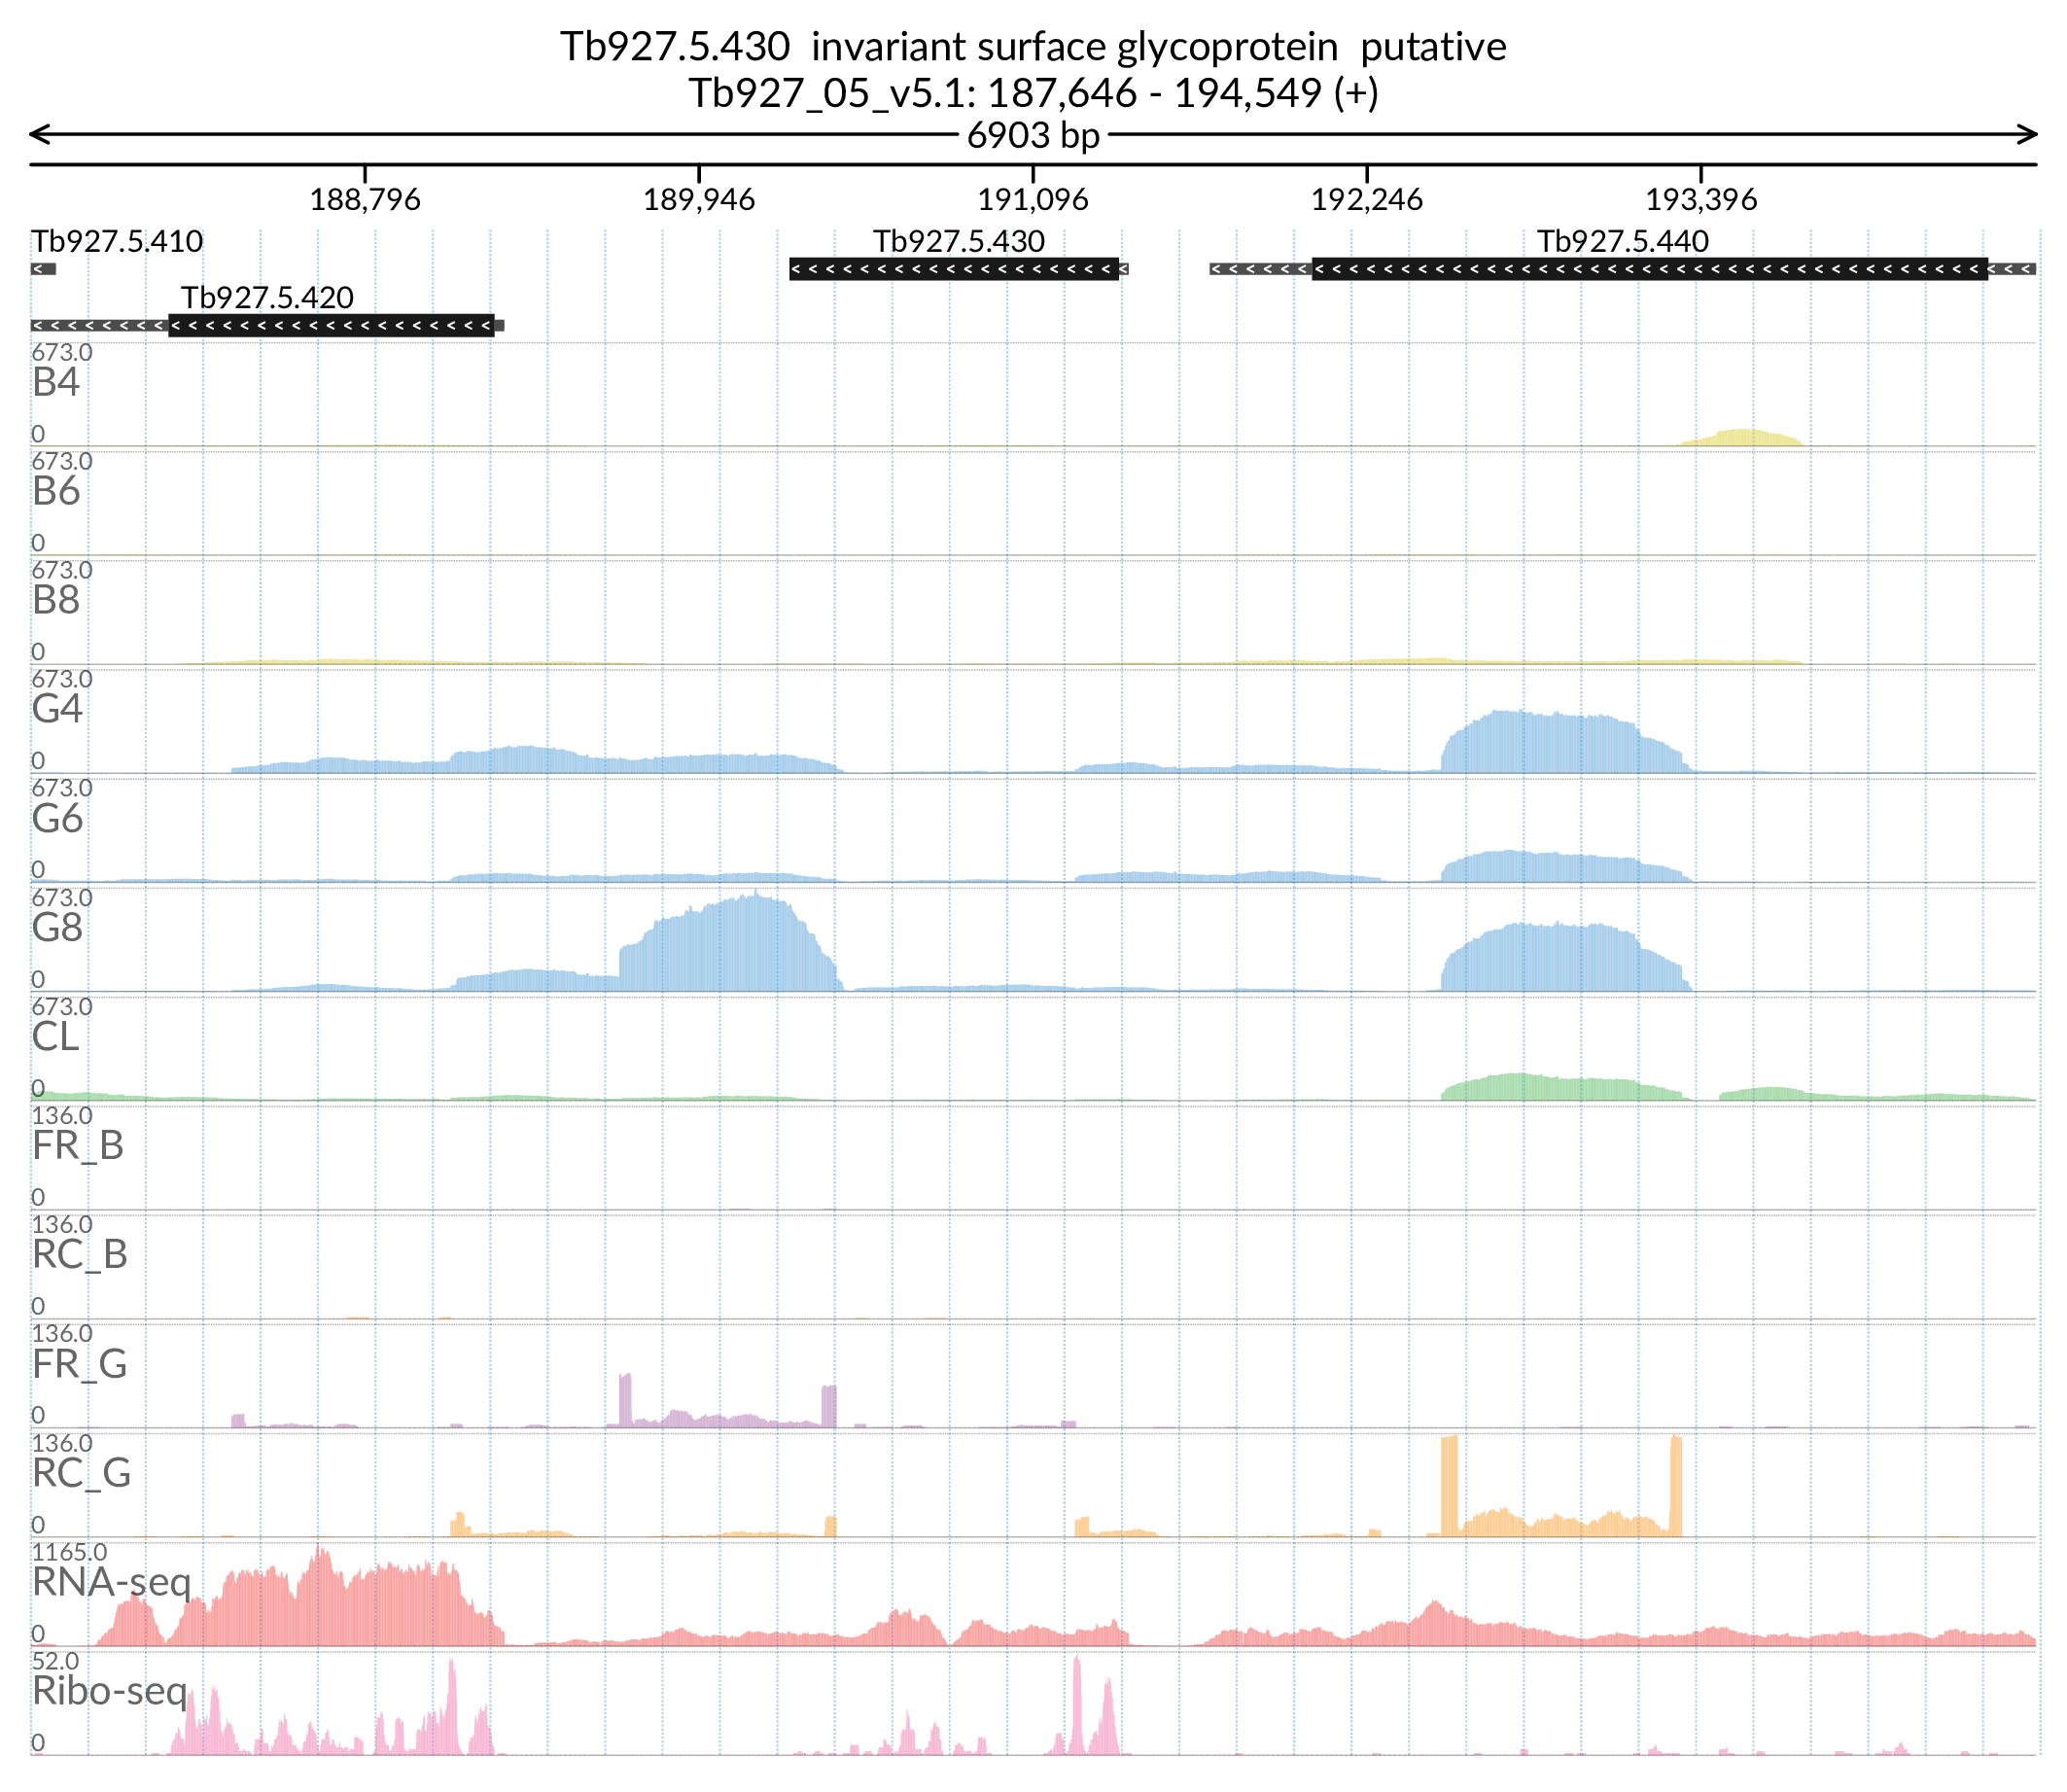 Tb927.5.430  invariant surface glycoprotein  putative
Tb927_05_v5.1: 187,646 - 194,549 (+)
6903 bp
188,796 189,946 191,096 192,246 193,396
Tb927.5.410 Tb927.5.430 Tb927.5.440
Tb927.5.420
673.0
B4
0
673.0
B6
0
673.0
B8
0
673.0
G4
0
673.0
G6
0
673.0
G8
0
673.0
CL
0
136.0
FR_B
0
136.0
RC_B
0
136.0
FR_G
0
136.0
RC_G
0
1165.0
RNA-seq
0
52.0
Ribo-seq
0